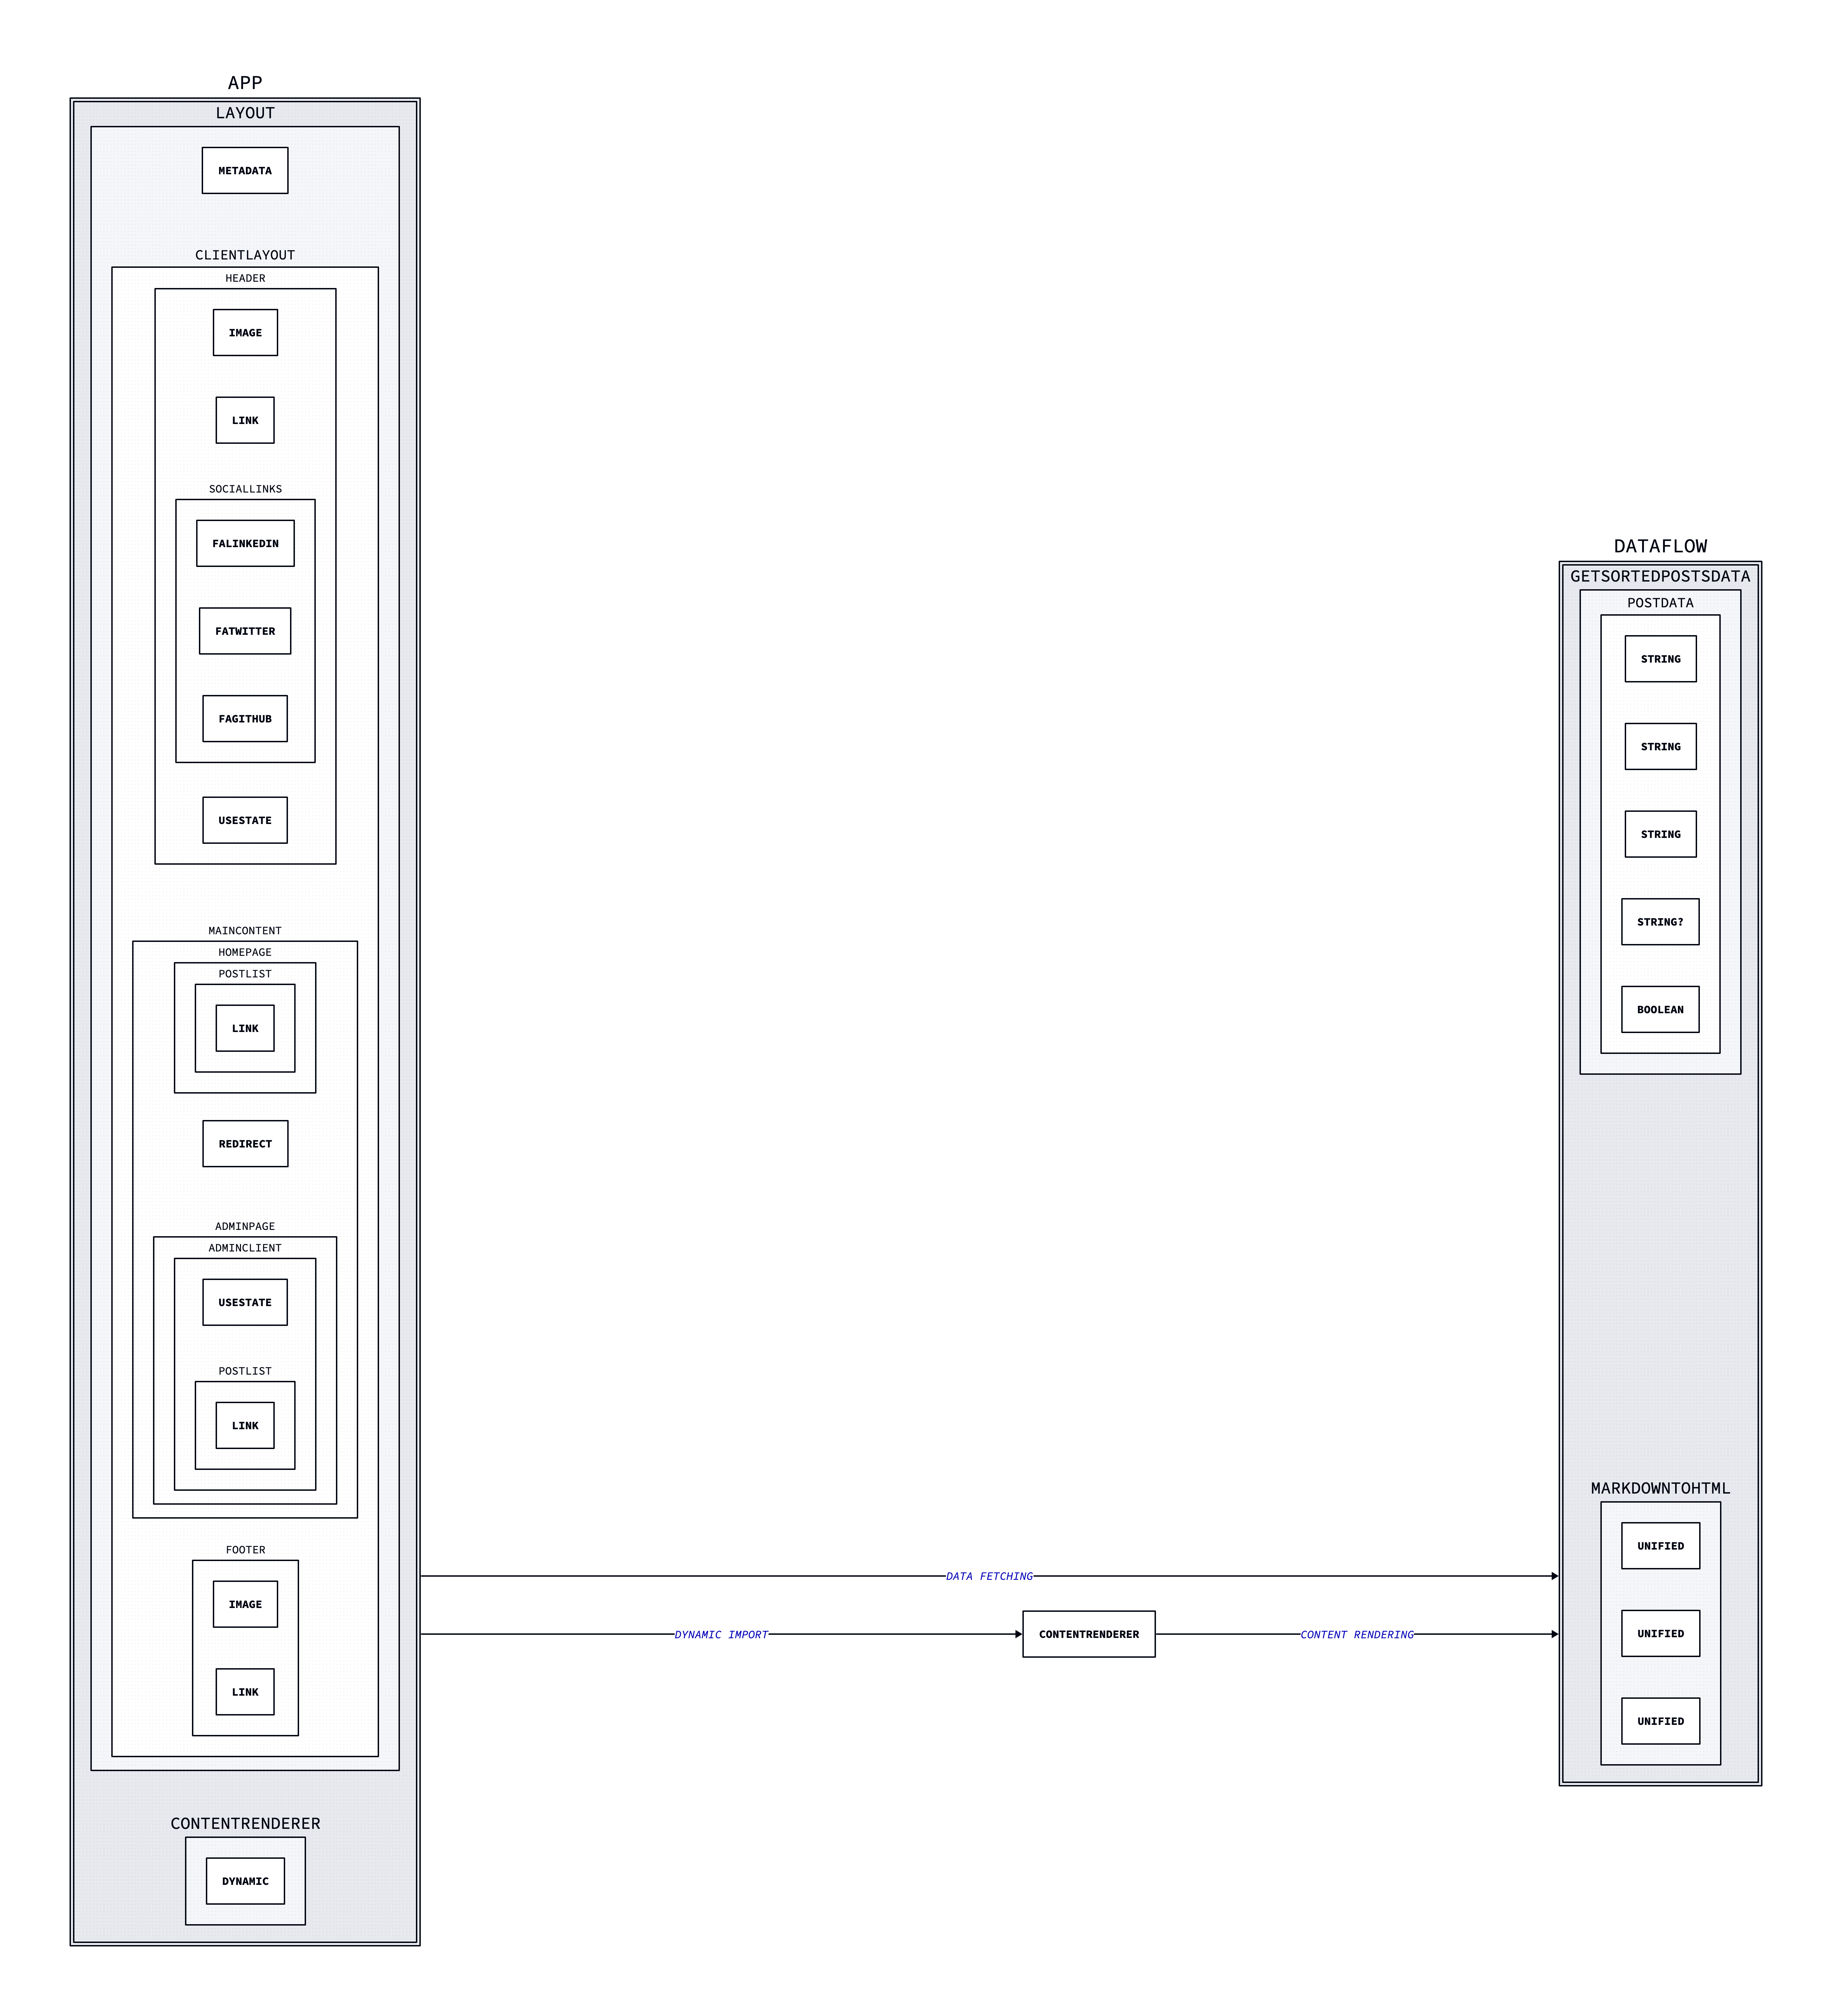 APP
LAYOUT
METADATA
CLIENTLAYOUT
HEADER
IMAGE
LINK
SOCIALLINKS
FALINKEDIN
FATWITTER
FAGITHUB
USESTATE
MAINCONTENT
HOMEPAGE
POSTLIST
LINK
REDIRECT
ADMINPAGE
ADMINCLIENT
USESTATE
POSTLIST
LINK
FOOTER
IMAGE
LINK
CONTENTRENDERER
DYNAMIC
DATA FETCHING
DYNAMIC IMPORT
CONTENTRENDERER
CONTENT RENDERING
DATAFLOW
GETSORTEDPOSTSDATA
POSTDATA
STRING
STRING
STRING
STRING?
BOOLEAN
MARKDOWNTOHTML
UNIFIED
UNIFIED
UNIFIED